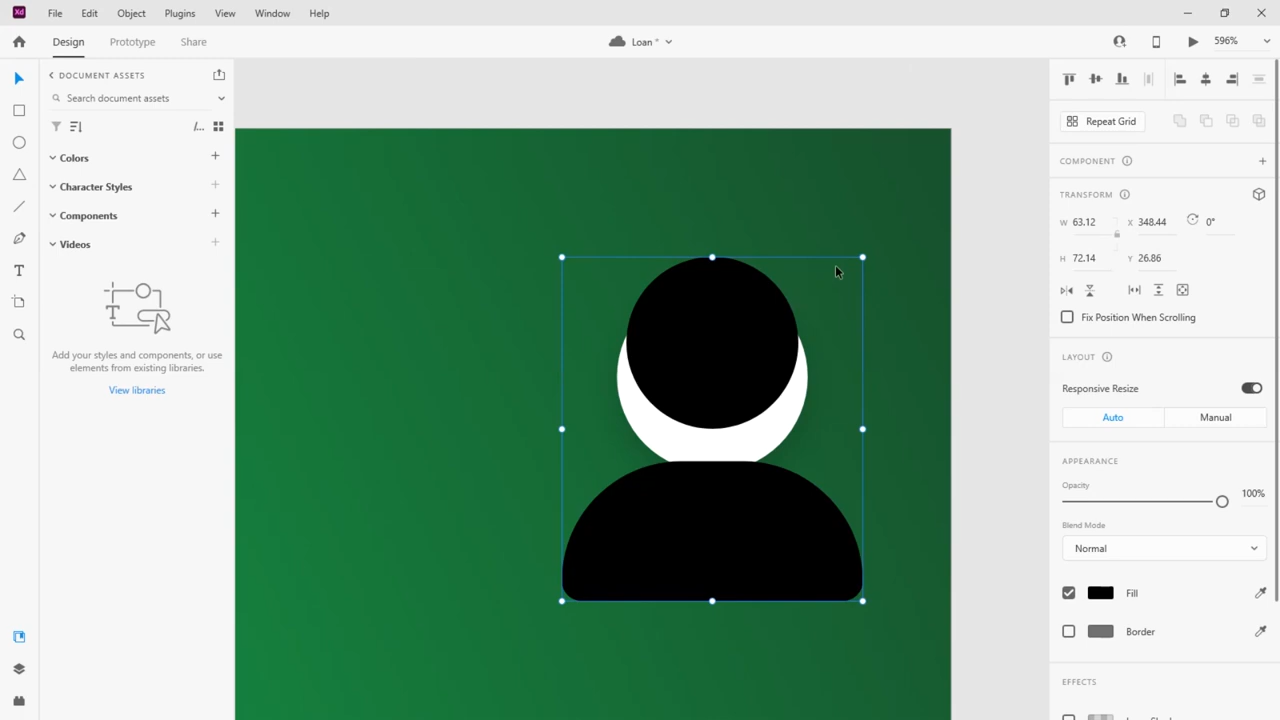 Xd File Edit Object Plugins View Window Help
Design Prototype Share Loan * 596%
DOCUMENT ASSETS
Search document assets
/...
Colors
Character Styles
Components
Videos
T
Add your styles and components, or use
elements from existing libraries.
View libraries
T
Repeat Grid
COMPONENT
TRANSFORM
W 63.12 X 348.44 0°
H 72.14 Y 26.86
Fix Position When Scrolling
LAYOUT
Responsive Resize
Auto Manual
APPEARANCE
Opacity
100%
Blend Mode
Normal
Fill
Border
EFFECTS